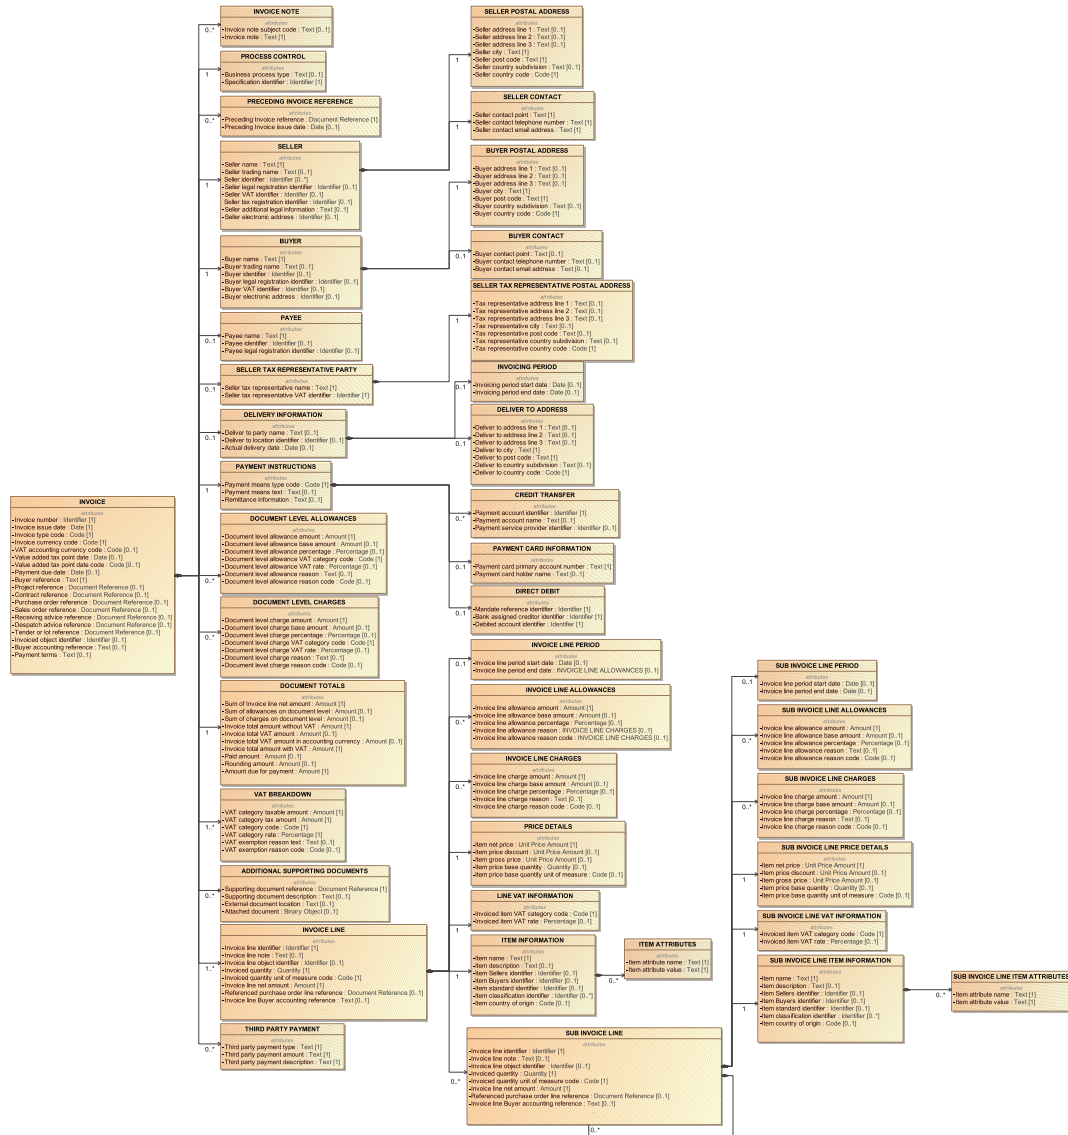 INVOICE
attributes
-Invoice number : Identifier [1]
-Invoice issue date : Date [1]
-Invoice type code : Code [1]
-Invoice currency code : Code [1]
-VAT accounting currency code : Code [0..1]
-Value added tax point date : Date [0..1]
-Value added tax point date code : Code [0..1]
-Payment due date : Date [0..1]
-Buyer reference : Text [1]
-Project reference : Document Reference [0..1]
-Contract reference : Document Reference [0..1]
-Purchase order reference : Document Reference [0..1]
-Sales order reference : Document Reference [0..1]
-Receiving advice reference : Document Reference [0..1]
-Despatch advice reference : Document Reference [0..1]
-Tender or lot reference : Document Reference [0..1]
-Invoiced object identifier : Identifier [0..1]
-Buyer accounting reference : Text [0..1]
-Payment terms : Text [0..1]
INVOICE NOTE
attributes
-Invoice note subject code : Text [0..1]
-Invoice note : Text [1]
0..*
PROCESS CONTROL
attributes
-Business process type : Text [0..1]
-Specification identifier : Identifier [1]
1
PRECEDING INVOICE REFERENCE
attributes
-Preceding Invoice reference : Document Reference [1]
-Preceding Invoice issue date : Date [0..1]
0..*
SELLER
attributes
-Seller name : Text [1]
-Seller trading name : Text [0..1]
Seller identifier : Identifier [0..*]
-Seller legal registration identifier : Identifier [0..1]
-Seller VAT identifier : Identifier [0..1]
Seller tax registration identifier : Identifier [0..1]
-Seller additional legal information : Text [0..1]
-Seller electronic address : Identifier [0..1]
1
BUYER
attributes
-Buyer name : Text [1]
-Buyer trading name : Text [0..1]
-Buyer identifier : Identifier [0..1]
-Buyer legal registration identifier : Identifier [0..1]
-Buyer VAT identifier : Identifier [0..1]
-Buyer electronic address : Identifier [0..1]
1
PAYEE
attributes
-Payee name : Text [1]
-Payee identifier : Identifier [0..1]
-Payee legal registration identifier : Identifier [0..1]
0..1
SELLER TAX REPRESENTATIVE PARTY
attributes
-Seller tax representative name : Text [1]
-Seller tax representative VAT identifier : Identifier [1]
0..1
DELIVERY INFORMATION
attributes
-Deliver to party name : Text [0..1]
-Deliver to location identifier : Identifier [0..1]
-Actual delivery date : Date [0..1]
0..1
PAYMENT INSTRUCTIONS
attributes
-Payment means type code : Code [1]
-Payment means text : Text [0..1]
-Remittance information : Text [0..1]
1
DOCUMENT LEVEL ALLOWANCES
attributes
-Document level allowance amount : Amount [1]
-Document level allowance base amount : Amount [0..1]
-Document level allowance percentage : Percentage [0..1]
-Document level allowance VAT category code : Code [1]
-Document level allowance VAT rate : Percentage [0..1]
-Document level allowance reason : Text [0..1]
-Document level allowance reason code : Code [0..1]
0..*
DOCUMENT LEVEL CHARGES
attributes
-Document level charge amount : Amount [1]
-Document level charge base amount : Amount [0..1]
-Document level charge percentage : Percentage [0..1]
-Document level charge VAT category code : Code [1]
-Document level charge VAT rate : Percentage [0..1]
-Document level charge reason : Text [0..1]
-Document level charge reason code : Code [0..1]
0..*
DOCUMENT TOTALS
attributes
-Sum of Invoice line net amount : Amount [1]
-Sum of allowances on document level : Amount [0..1]
-Sum of charges on document level : Amount [0..1]
-Invoice total amount without VAT : Amount [1]
-Invoice total VAT amount : Amount [0..1]
-Invoice total VAT amount in accounting currency : Amount [0..1]
-Invoice total amount with VAT : Amount [1]
-Paid amount : Amount [0..1]
-Rounding amount : Amount [0..1]
-Amount due for payment : Amount [1]
1
VAT BREAKDOWN
attributes
-VAT category taxable amount : Amount [1]
-VAT category tax amount : Amount [1]
-VAT category code : Code [1]
-VAT category rate : Percentage [1]
-VAT exemption reason text : Text [0..1]
-VAT exemption reason code : Code [0..1]
1..*
ADDITIONAL SUPPORTING DOCUMENTS
attributes
-Supporting document reference : Document Reference [1]
-Supporting document description : Text [0..1]
-External document location : Text [0..1]
-Attached document : Binary Object [0..1]
0..*
INVOICE LINE
attributes
-Invoice line identifier : Identifier [1]
-Invoice line note : Text [0..1]
-Invoice line object identifier : Identifier [0..1]
-Invoiced quantity : Quantity [1]
-Invoiced quantity unit of measure code : Code [1]
-Invoice line net amount : Amount [1]
-Referenced purchase order line reference : Document Reference [0..1]
-Invoice line Buyer accounting reference : Text [0..1]
1..*
THIRD PARTY PAYMENT
attributes
-Third party payment type : Text [1]
-Third party payment amount : Text [1]
-Third party payment description : Text [1]
0..*
SELLER POSTAL ADDRESS
attributes
-Seller address line 1 : Text [0..1]
-Seller address line 2 : Text [0..1]
-Seller address line 3 : Text [0..1]
-Seller city : Text [1]
-Seller post code : Text [1]
-Seller country subdivision : Text [0..1]
-Seller country code : Code [1]
1
SELLER CONTACT
attributes
-Seller contact point : Text [1]
-Seller contact telephone number : Text [1]
-Seller contact email address : Text [1]
1
BUYER POSTAL ADDRESS
attributes
-Buyer address line 1 : Text [0..1]
-Buyer address line 2 : Text [0..1]
-Buyer address line 3 : Text [0..1]
-Buyer city : Text [1]
-Buyer post code : Text [1]
-Buyer country subdivision : Text [0..1]
-Buyer country code : Code [1]
1
BUYER CONTACT
attributes
-Buyer contact point : Text [0..1]
-Buyer contact telephone number : Text [0..1]
-Buyer contact email address : Text [0..1]
0..1
SELLER TAX REPRESENTATIVE POSTAL ADDRESS
attributes
-Tax representative address line 1 : Text [0..1]
-Tax representative address line 2 : Text [0..1]
-Tax representative address line 3 : Text [0..1]
-Tax representative city : Text [0..1]
-Tax representative post code : Text [0..1]
-Tax representative country subdivision : Text [0..1]
-Tax representative country code : Code [1]
1
INVOICING PERIOD
attributes
-Invoicing period start date : Date [0..1]
-Invoicing period end date : Date [0..1]
0..1
DELIVER TO ADDRESS
attributes
-Deliver to address line 1 : Text [0..1]
-Deliver to address line 2 : Text [0..1]
-Deliver to address line 3 : Text [0..1]
-Deliver to city : Text [1]
-Deliver to post code : Text [1]
-Deliver to country subdivision : Text [0..1]
-Deliver to country code : Code [1]
0..1
CREDIT TRANSFER
attributes
-Payment account identifier : Identifier [1]
-Payment account name : Text [0..1]
-Payment service provider identifier : Identifier [0..1]
0..*
PAYMENT CARD INFORMATION
attributes
-Payment card primary account number : Text [1]
-Payment card holder name : Text [0..1]
0..1
DIRECT DEBIT
attributes
-Mandate reference identifier : Identifier [1]
-Bank assigned creditor identifier : Identifier [1]
-Debited account identifier : Identifier [1]
0..1
INVOICE LINE PERIOD
attributes
-Invoice line period start date : Date [0..1]
-Invoice line period end date : INVOICE LINE ALLOWANCES [0..1]
0..1
INVOICE LINE ALLOWANCES
attributes
-Invoice line allowance amount : Amount [1]
-Invoice line allowance base amount : Amount [0..1]
-Invoice line allowance percentage : Percentage [0..1]
-Invoice line allowance reason : INVOICE LINE CHARGES [0..1]
-Invoice line allowance reason code : INVOICE LINE CHARGES [0..1]
0..*
INVOICE LINE CHARGES
attributes
-Invoice line charge amount : Amount [1]
-Invoice line charge base amount : Amount [0..1]
-Invoice line charge percentage : Percentage [0..1]
-Invoice line charge reason : Text [0..1]
-Invoice line charge reason code : Code [0..1]
0..*
PRICE DETAILS
attributes
-Item net price : Unit Price Amount [1]
-Item price discount : Unit Price Amount [0..1]
-Item gross price : Unit Price Amount [0..1]
-Item price base quantity : Quantity [0..1]
-Item price base quantity unit of measure : Code [0..1]
1
LINE VAT INFORMATION
attributes
-Invoiced item VAT category code : Code [1]
-Invoiced item VAT rate : Percentage [0..1]
1
ITEM INFORMATION
attributes
-Item name : Text [1]
-Item description : Text [0..1]
-Item Sellers identifier : Identifier [0..1]
-Item Buyers identifier : Identifier [0..1]
-Item standard identifier : Identifier [0..1]
-Item classification identifier : Identifier [0..*]
-Item country of origin : Code [0..1]
1
ITEM ATTRIBUTES
attributes
-Item attribute name : Text [1]
-Item attribute value : Text [1]
0..*
SUB INVOICE LINE
attributes
-Invoice line identifier : Identifier [1]
-Invoice line note : Text [0..1]
-Invoice line object identifier : Identifier [0..1]
-Invoiced quantity : Quantity [1]
-Invoiced quantity unit of measure code : Code [1]
-Invoice line net amount : Amount [1]
-Referenced purchase order line reference : Document Reference [0..1]
-Invoice line Buyer accounting reference : Text [0..1]
0..*
0..*
SUB INVOICE LINE PERIOD
attributes
-Invoice line period start date : Date [0..1]
-Invoice line period end date : Date [0..1]
0..1
SUB INVOICE LINE ALLOWANCES
attributes
-Invoice line allowance amount : Amount [1]
-Invoice line allowance base amount : Amount [0..1]
-Invoice line allowance percentage : Percentage [0..1]
-Invoice line allowance reason : Text [0..1]
-Invoice line allowance reason code : Code [0..1]
0..*
SUB INVOICE LINE CHARGES
attributes
-Invoice line charge amount : Amount [1]
-Invoice line charge base amount : Amount [0..1]
-Invoice line charge percentage : Percentage [0..1]
-Invoice line charge reason : Text [0..1]
-Invoice line charge reason code : Code [0..1]
0..*
SUB INVOICE LINE PRICE DETAILS
attributes
-Item net price : Unit Price Amount [1]
-Item price discount : Unit Price Amount [0..1]
-Item gross price : Unit Price Amount [0..1]
-Item price base quantity : Quantity [0..1]
-Item price base quantity unit of measure : Code [0..1]
1
SUB INVOICE LINE VAT INFORMATION
attributes
-Invoiced item VAT category code : Code [1]
-Invoiced item VAT rate : Percentage [0..1]
1
SUB INVOICE LINE ITEM INFORMATION
attributes
-Item name : Text [1]
-Item description : Text [0..1]
-Item Sellers identifier : Identifier [0..1]
-Item Buyers identifier : Identifier [0..1]
-Item standard identifier : Identifier [0..1]
-Item classification identifier : Identifier [0..*]
-Item country of origin : Code [0..1]
1
SUB INVOICE LINE ITEM ATTRIBUTES
attributes
-Item attribute name : Text [1]
-Item attribute value : Text [1]
0..*